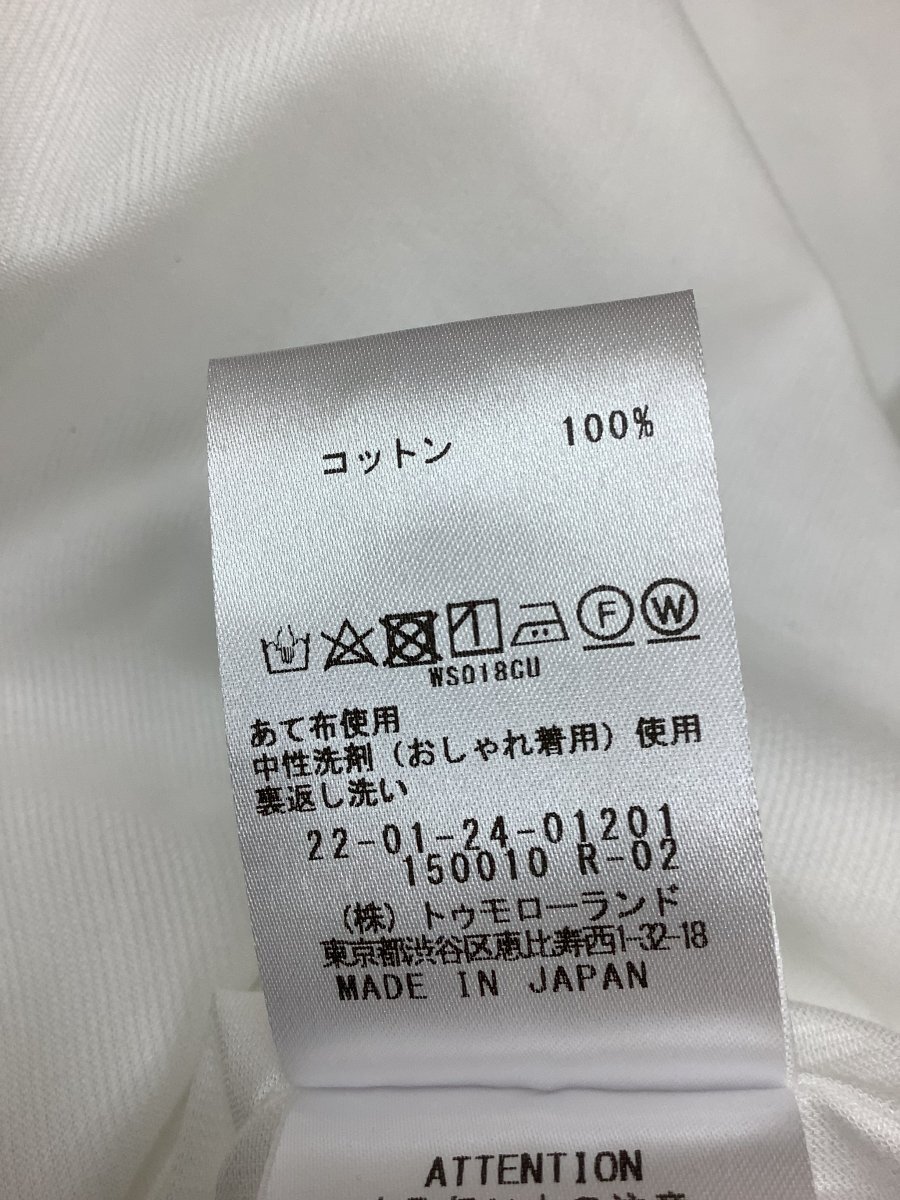 コットン 100%
F W
WS018CU
あて布使用
中性洗剤（おしゃれ着用）使用
裏返し洗い
22-01-24-01201
150010 R-02
（株）トゥモローランド
東京都渋谷区恵比寿西1-32-18
MADE IN JAPAN
ATTENTION